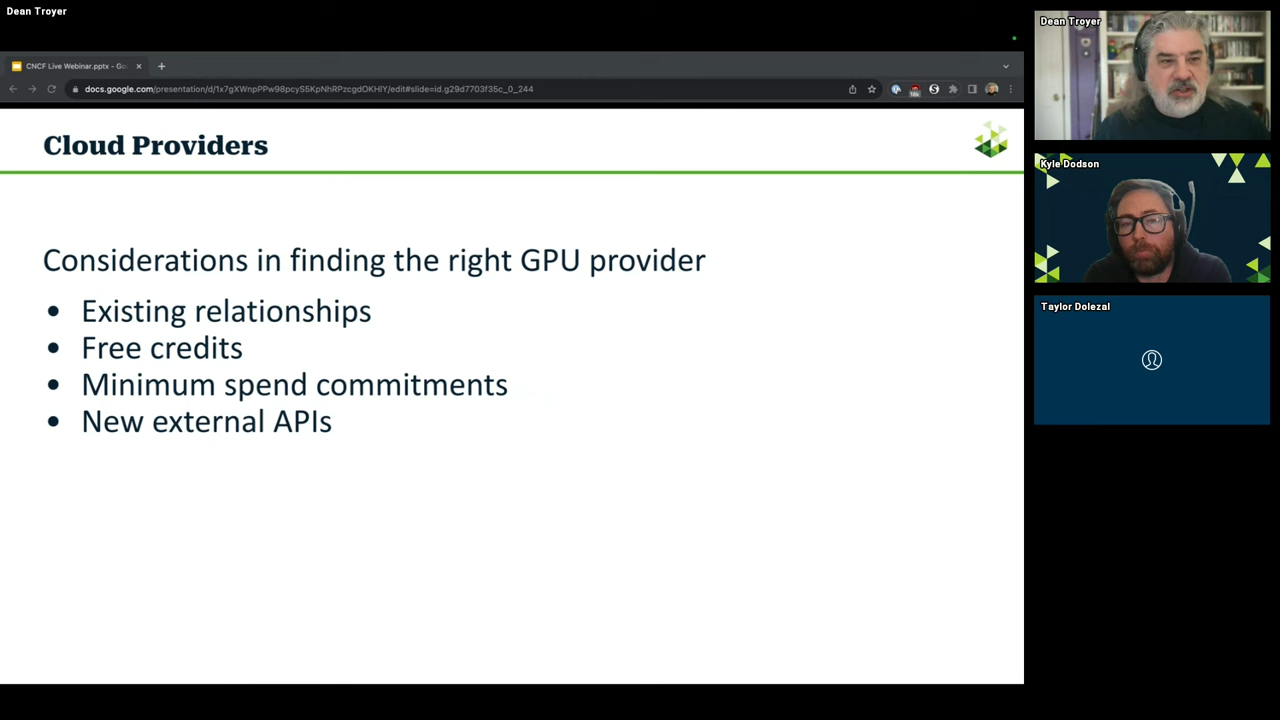 Dean Troyer
CNCF Live Webinar.pptx - Go
docs.google.com/presentation/d/1x7gXWnpPPw98pcyS5KpNhRPzcgdOKHlY/edit#slide=id.g29d7703f35c_0_244
Cloud Providers
Considerations in finding the right GPU provider
• Existing relationships
• Free credits
• Minimum spend commitments
• New external APIs
Dean Troyer
Kyle Dodson
Taylor Dolezal